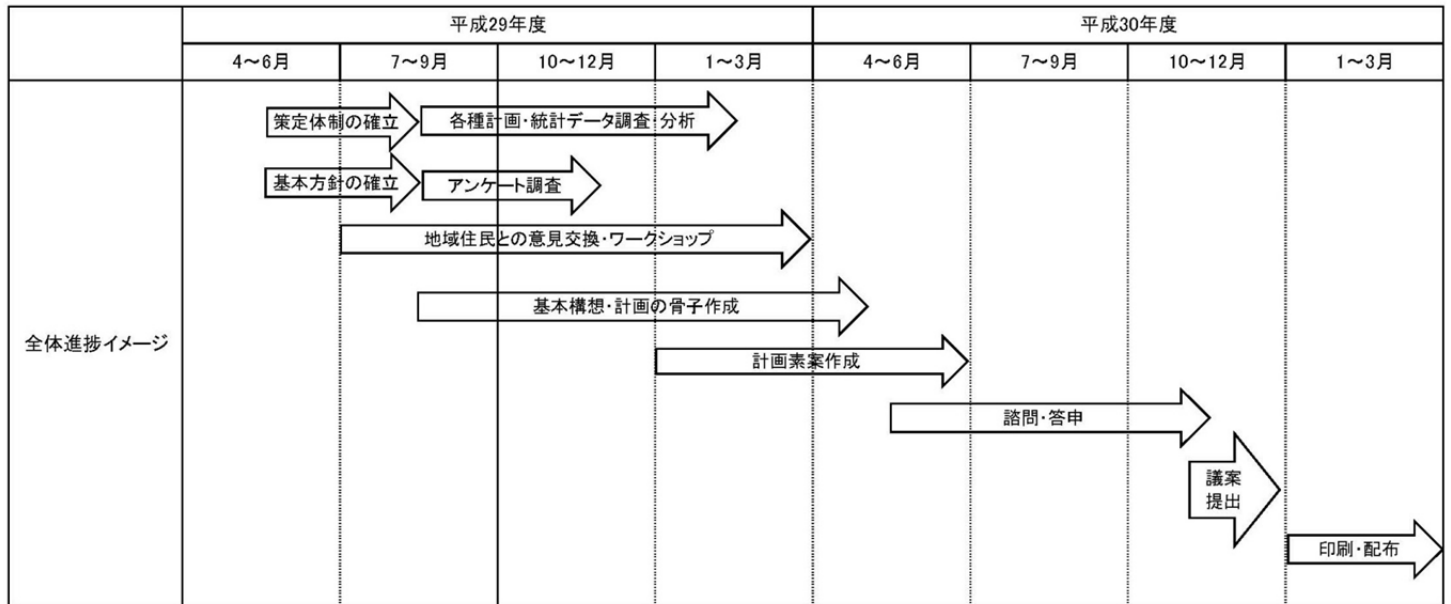 平成29年度
平成30年度
4～6月
7～9月
10～12月
1～3月
4～6月
7～9月
10～12月
1～3月
全体進捗イメージ
策定体制の確立
各種計画・統計データ調査・分析
基本方針の確立
アンケート調査
地域住民との意見交換・ワークショップ
基本構想・計画の骨子作成
計画素案作成
諮問・答申
議案
提出
印刷・配布